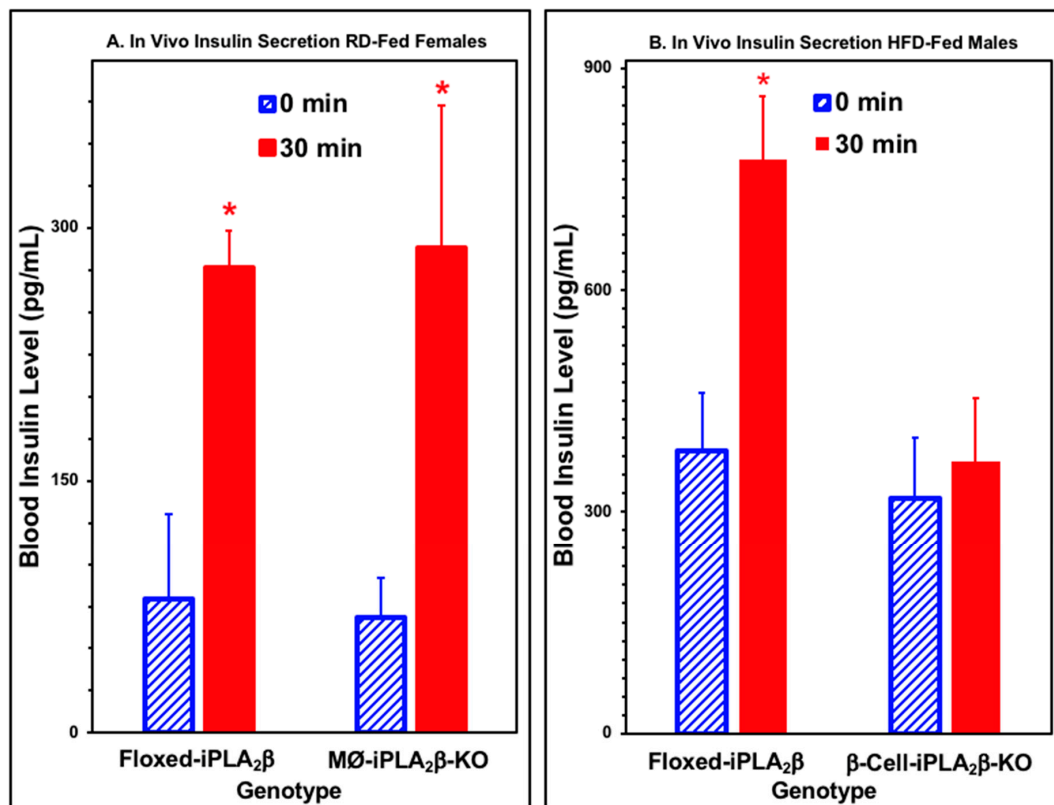 A. In Vivo Insulin Secretion RD-Fed Females
0 min
30 min
*
*
Blood Insulin Level (pg/mL)
300
150
0
Floxed-iPLA₂β
MØ-iPLA₂β-KO
Genotype
B. In Vivo Insulin Secretion HFD-Fed Males
0 min
30 min
*
Blood Insulin Level (pg/mL)
900
600
300
0
Floxed-iPLA₂β
β-Cell-iPLA₂β-KO
Genotype